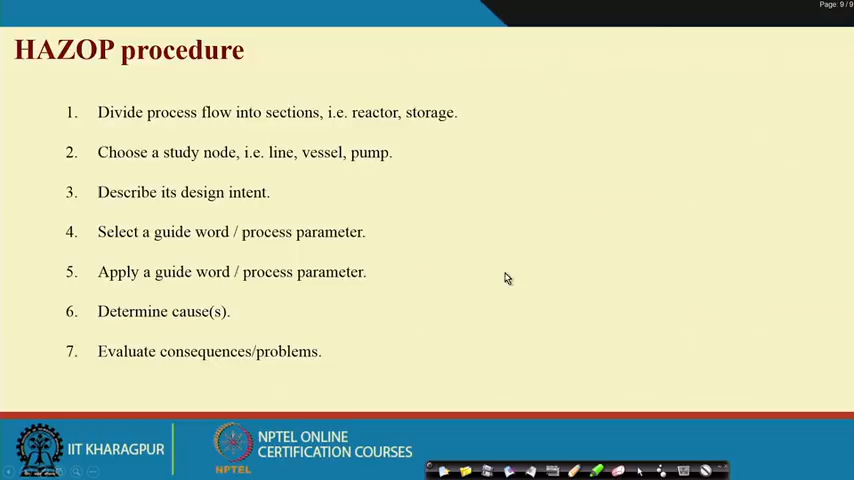 Page: 9 / 9
HAZOP procedure
1. Divide process flow into sections, i.e. reactor, storage.
2. Choose a study node, i.e. line, vessel, pump.
3. Describe its design intent.
4. Select a guide word / process parameter.
5. Apply a guide word / process parameter.
6. Determine cause(s).
7. Evaluate consequences/problems.
IIT KHARAGPUR
NPTEL
NPTEL ONLINE
CERTIFICATION COURSES